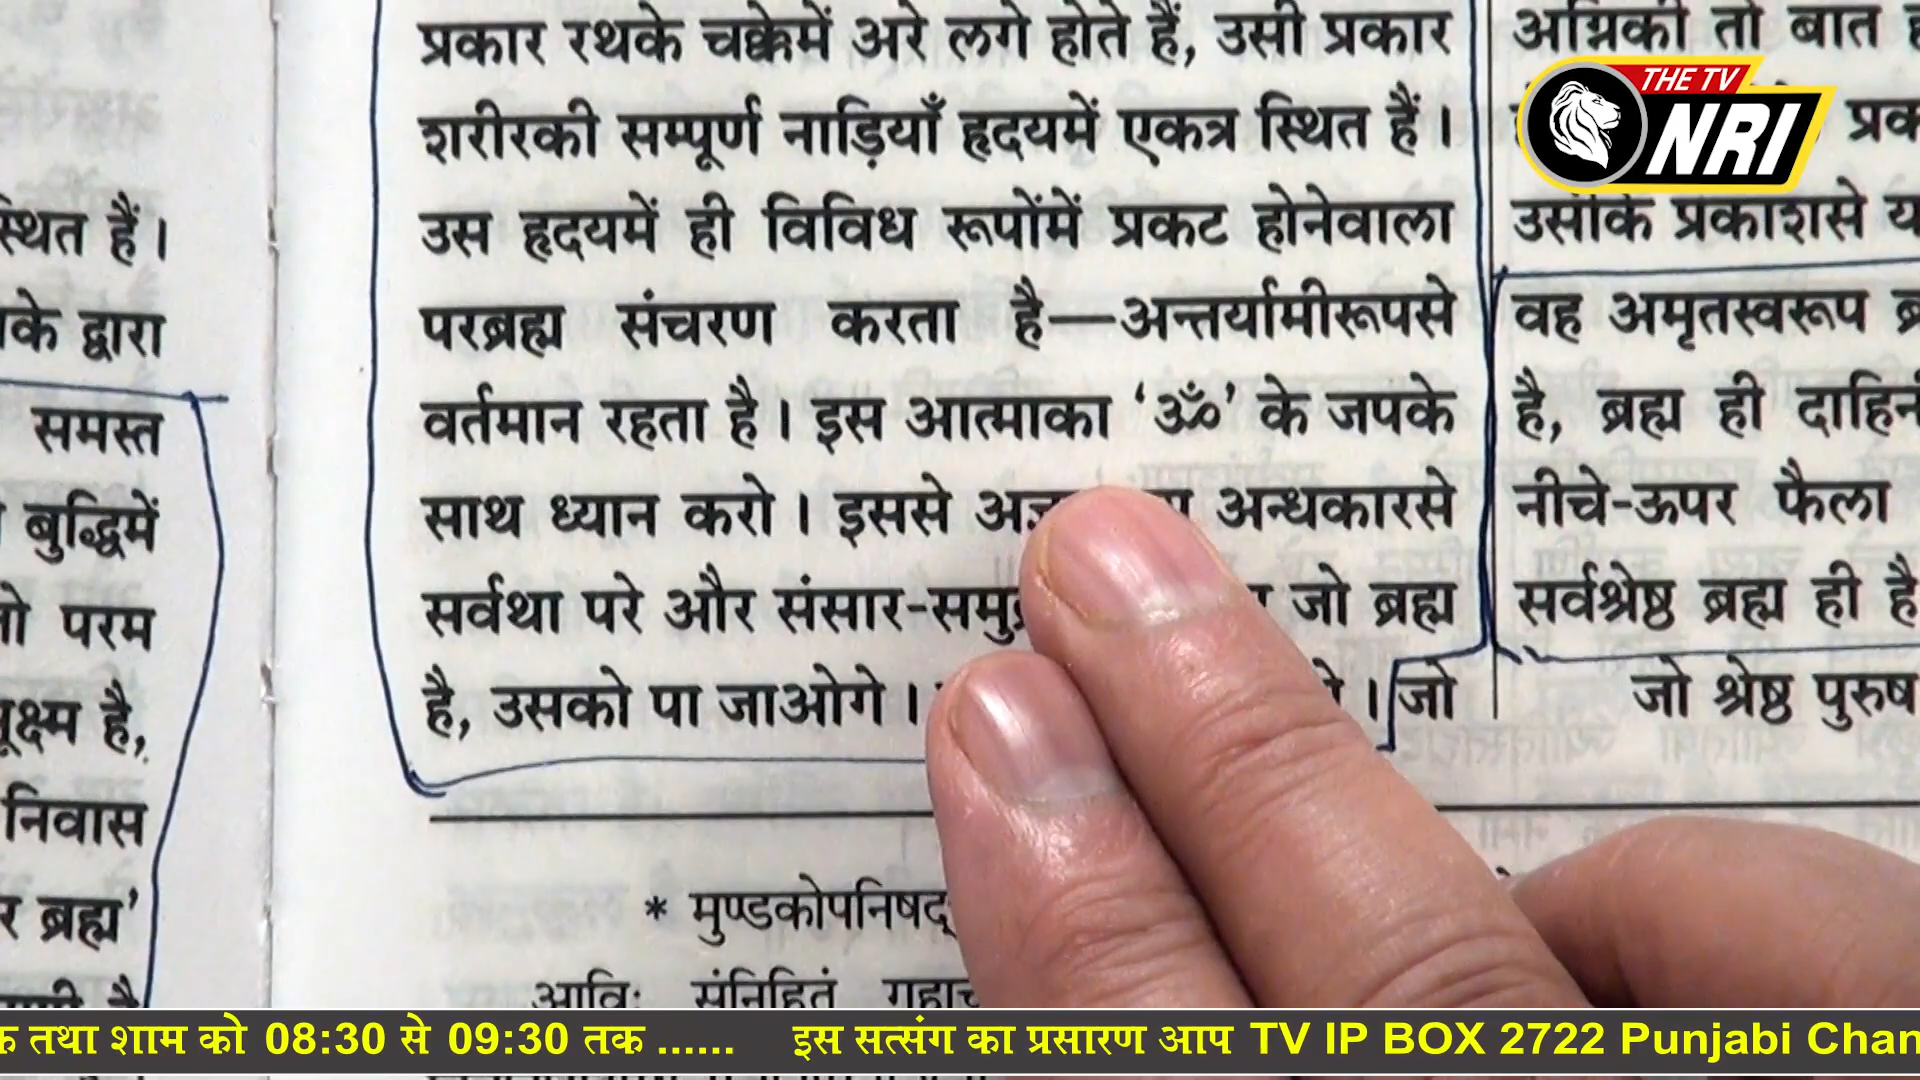 स्थित हैं।
द्वारा
समस्त
बुद्धिमें
परम
है,
निवास
ब्रह्म’
प्रकार रथके चक्केमें अरे लगे होते हैं, उसी प्रकार
शरीरकी सम्पूर्ण नाड़ियाँ हृदयमें एकत्र स्थित हैं।
उस हृदयमें ही विविध रूपोंमें प्रकट होनेवाला
परब्रह्म संचरण करता है—अन्तर्यामीरूपसे
वर्तमान रहता है। इस आत्माका ‘ॐ’ के जपके
साथ ध्यान करो। इससे अन्धकारसे
सर्वथा परे और जो ब्रह्म
है, उसको पा जाओगे। जो
* मुण्डकोपनिषद्
आविः संनिहितं
अग्निकी तो बात
उसीके प्रकाशसे
वह अमृतस्वरूप
है, ब्रह्म ही
नीचे-ऊपर फैला
सर्वश्रेष्ठ ब्रह्म ही है
जो श्रेष्ठ पुरुष
THE TV
NRI
तथा शाम को 08:30 से 09:30 तक ...... इस सत्संग का प्रसारण आप TV IP BOX 2722 Punjabi Chan